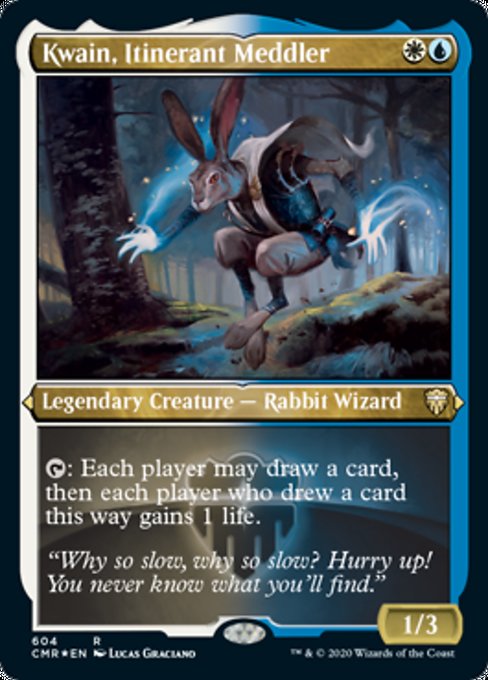 Kwain, Itinerant Meddler
Legendary Creature — Rabbit Wizard
: Each player may draw a card,
then each player who drew a card
this way gains 1 life.
“Why so slow, why so slow? Hurry up!
You never know what you’ll find.”
1/3
604 R
CMR★EN Lucas Graciano
™ & © 2020 Wizards of the Coast